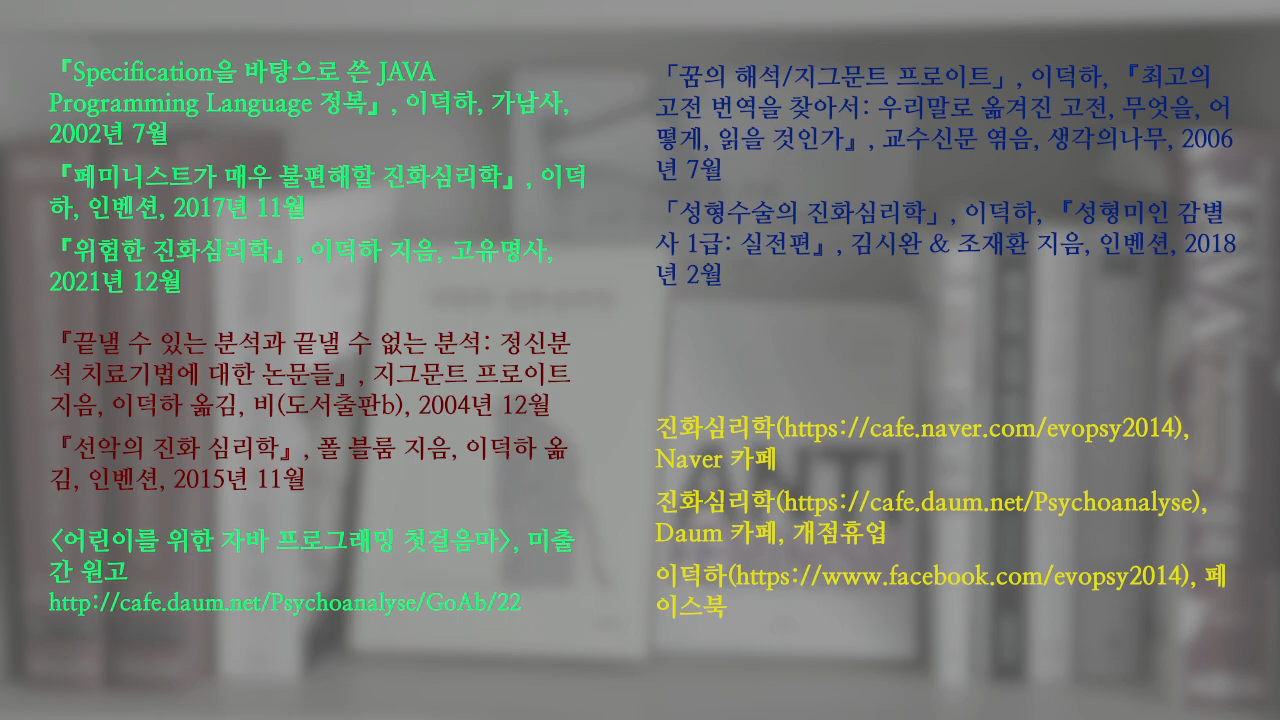 『Specification을 바탕으로 쓴 JAVA
Programming Language 정복』, 이덕하, 가남사,
2002년 7월
『페미니스트가 매우 불편해할 진화심리학』, 이덕
하, 인벤션, 2017년 11월
『위험한 진화심리학』, 이덕하 지음, 고유명사,
2021년 12월
『끝낼 수 있는 분석과 끝낼 수 없는 분석: 정신분
석 치료기법에 대한 논문들』, 지그문트 프로이트
지음, 이덕하 옮김, 비(도서출판b), 2004년 12월
『선악의 진화 심리학』, 폴 블룸 지음, 이덕하 옮
김, 인벤션, 2015년 11월
〈어린이를 위한 자바 프로그래밍 첫걸음마〉, 미출
간 원고
http://cafe.daum.net/Psychoanalyse/GoAb/22
「꿈의 해석/지그문트 프로이트」, 이덕하, 『최고의
고전 번역을 찾아서: 우리말로 옮겨진 고전, 무엇을, 어
떻게, 읽을 것인가』, 교수신문 엮음, 생각의나무, 2006
년 7월
「성형수술의 진화심리학」, 이덕하, 『성형미인 감별
사 1급: 실전편』, 김시완 & 조재환 지음, 인벤션, 2018
년 2월
진화심리학(https://cafe.naver.com/evopsy2014),
Naver 카페
진화심리학(https://cafe.daum.net/Psychoanalyse),
Daum 카페, 개점휴업
이덕하(https://www.facebook.com/evopsy2014), 페
이스북